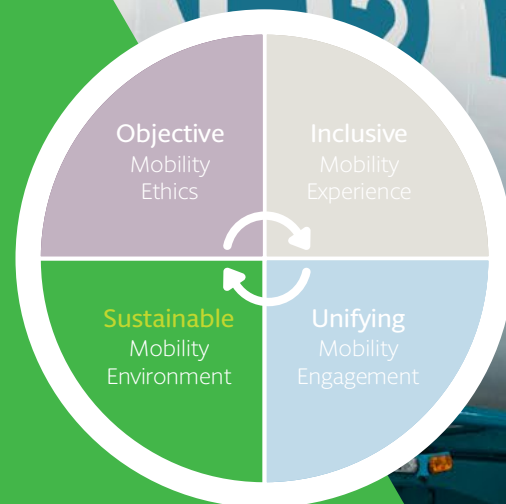 Objective
Mobility
Ethics
Inclusive
Mobility
Experience
Sustainable
Mobility
Environment
Unifying
Mobility
Engagement